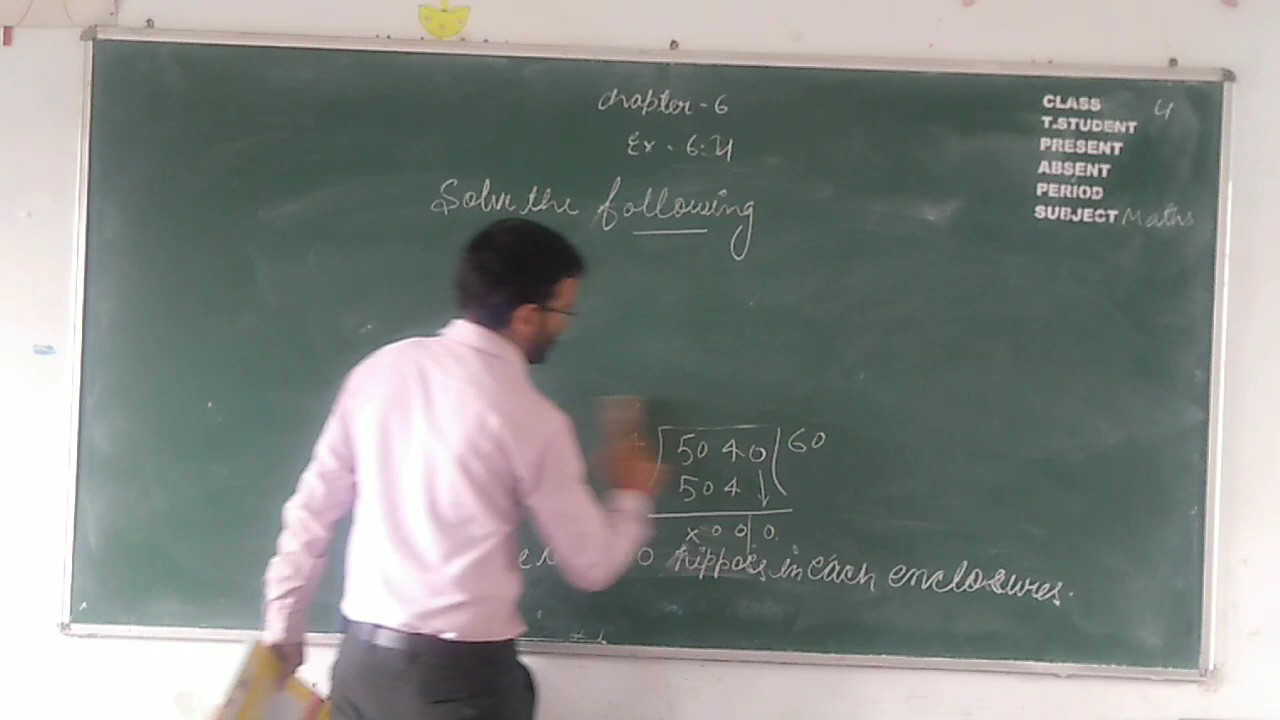 chapter - 6
Ex - 6.4
Solve the following
CLASS 4
T.STUDENT
PRESENT
ABSENT
PERIOD
SUBJECT Maths
5040 60
504
x 0 0 0
hippoes in each enclosures.